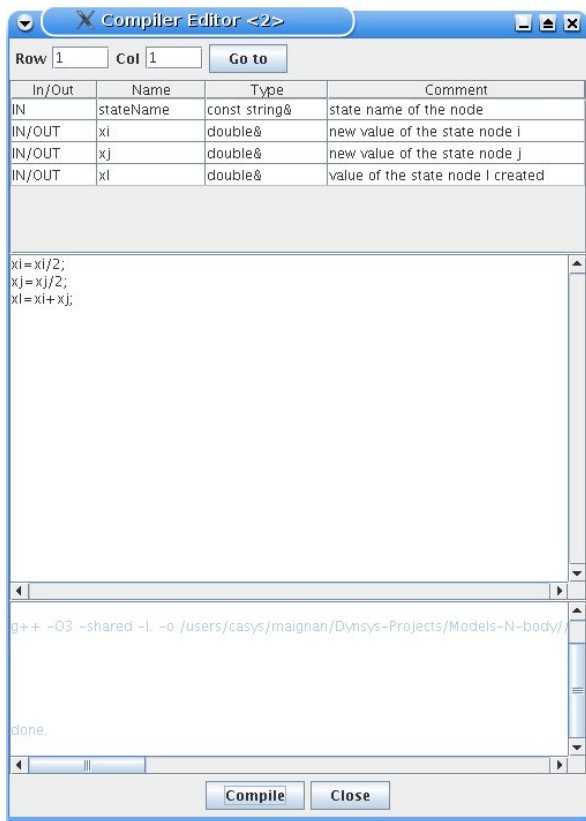 Compiler Editor <2>
Row 1 Col 1 Go to
In/Out Name Type Comment
IN stateName const string& state name of the node
IN/OUT xi double& new value of the state node i
IN/OUT xj double& new value of the state node j
IN/OUT xl double& value of the state node l created
xi=xi/2;
xj=xj/2;
xl=xi+xj;
g++ -O3 -shared -I. -o /users/casys/maignan/Dynsys-Projects/Models-N-body//
done.
Compile Close